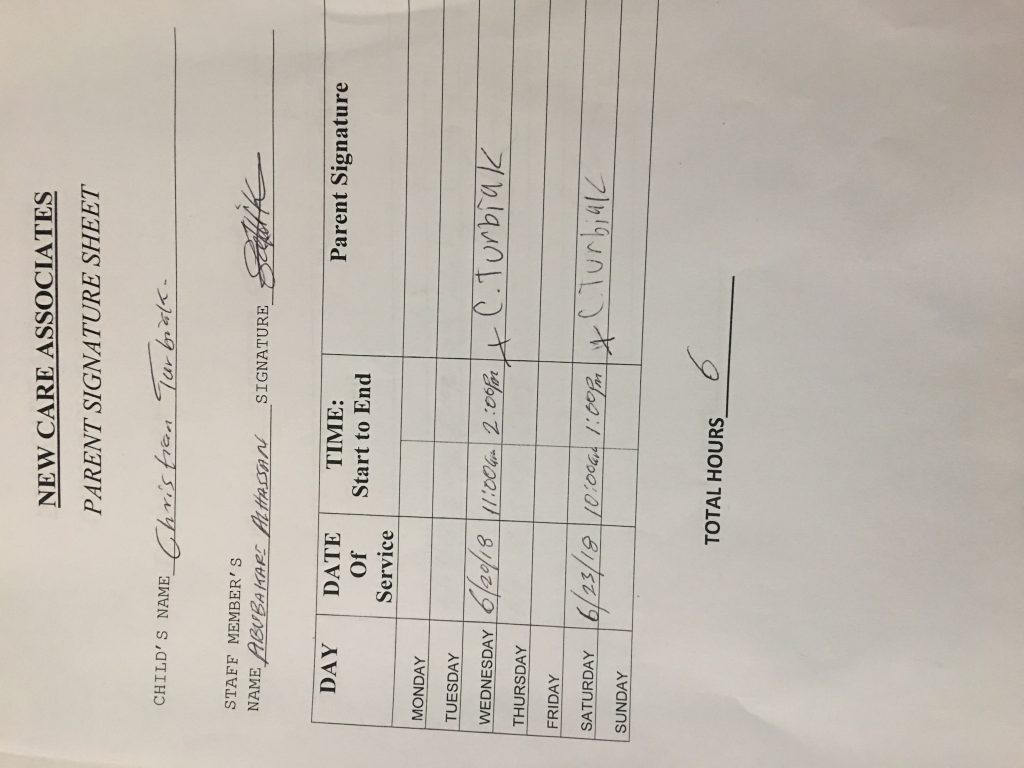 NEW CARE ASSOCIATES
PARENT SIGNATURE SHEET
CHILD'S NAME Christian Turbiak.
STAFF MEMBER'S
NAME ABUBAKARI ALHASSAN SIGNATURE
DAY DATE Of Service TIME: Start to End Parent Signature
MONDAY
TUESDAY
WEDNESDAY 6/20/18 11:00am 2:00pm X C.Turbiak
THURSDAY
FRIDAY
SATURDAY 6/23/18 10:00am 1:00pm X C.Turbiak
SUNDAY
TOTAL HOURS 6